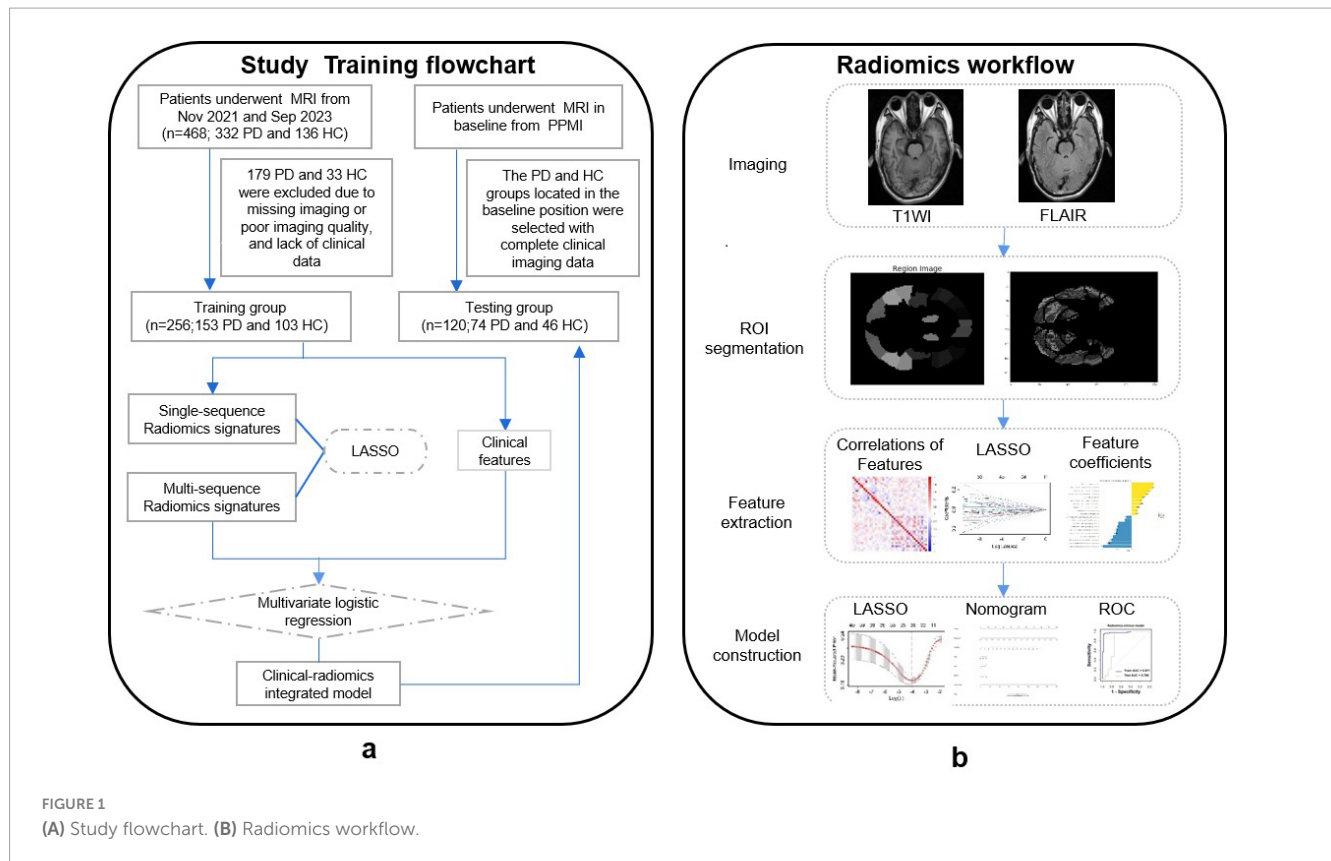 Study Training flowchart
Patients underwent MRI from
Nov 2021 and Sep 2023
(n=468; 332 PD and 136 HC)
Patients underwent MRI in
baseline from PPMI
179 PD and 33 HC
were excluded due to
missing imaging or
poor imaging quality,
and lack of clinical
data
The PD and HC
groups located in the
baseline position were
selected with
complete clinical
imaging data
Training group
(n=256;153 PD and 103 HC)
Testing group
(n=120;74 PD and 46 HC)
Single-sequence
Radiomics signatures
LASSO
Clinical
features
Multi-sequence
Radiomics signatures
Multivariate logistic
regression
Clinical-radiomics
integrated model
a
Radiomics workflow
Imaging
T1WI
FLAIR
ROI
segmentation
Region Image
Feature
extraction
Correlations of
Features
LASSO
Feature
coefficients
Model
construction
LASSO
Nomogram
ROC
Sensitivity
1 - Specificity
b
FIGURE 1
(A) Study flowchart. (B) Radiomics workflow.